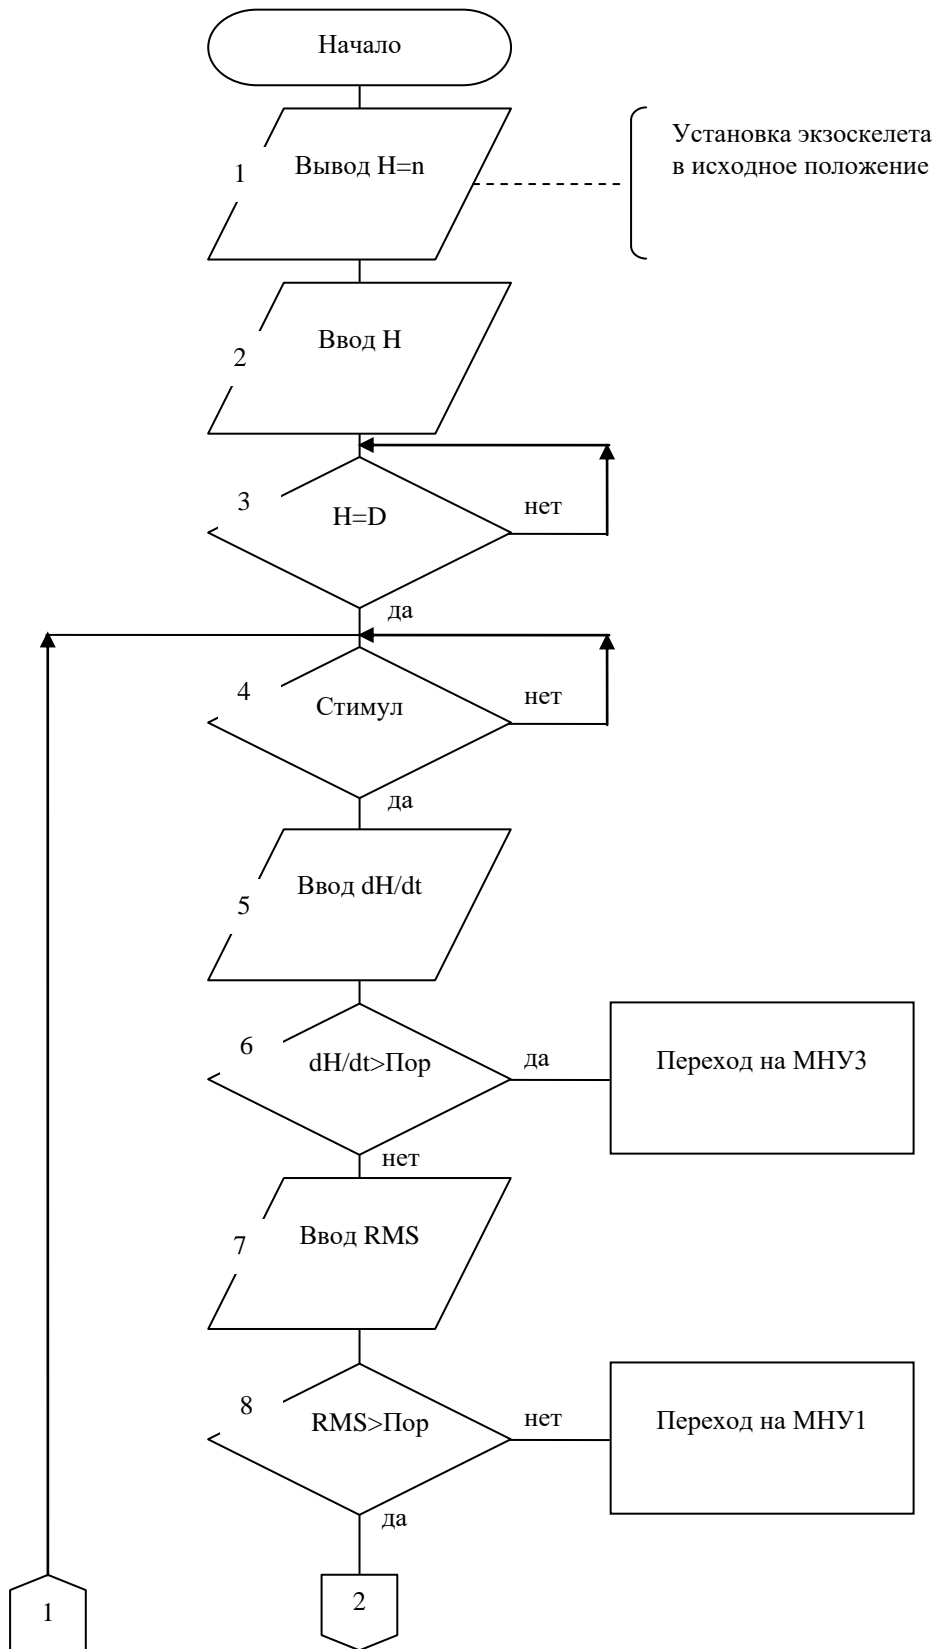 Начало
1
Вывод H=n
Установка экзоскелета
в исходное положение
2
Ввод H
3
H=D
нет
да
4
Стимул
нет
да
5
Ввод dH/dt
6
dH/dt>Пор
да
Переход на МНУ3
нет
7
Ввод RMS
8
RMS>Пор
нет
Переход на МНУ1
да
1
2